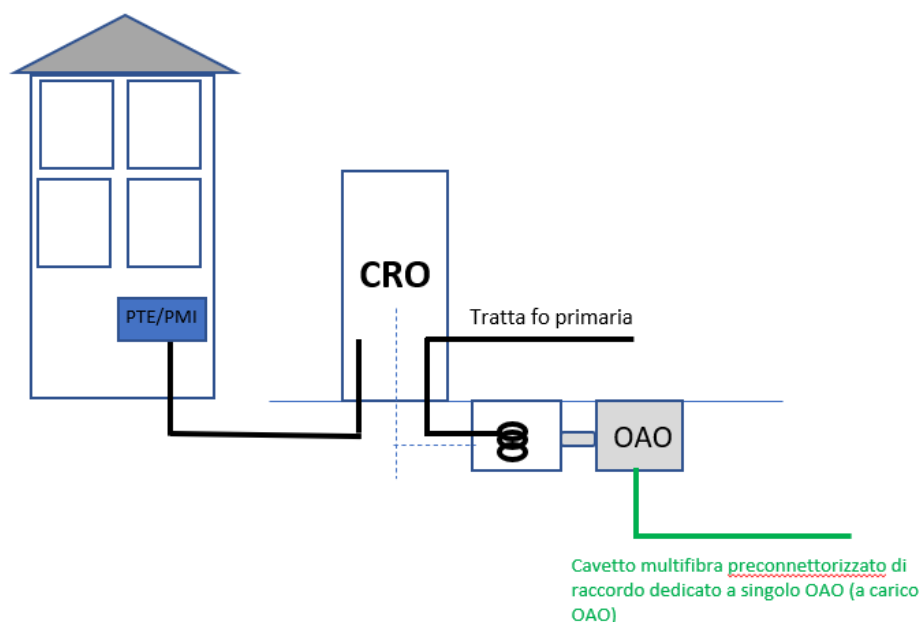 CRO
PTE/PMI
Tratta fo primaria
OAO
Cavetto multifibra preconnettorizzato di
raccordo dedicato a singolo OAO (a carico
OAO)